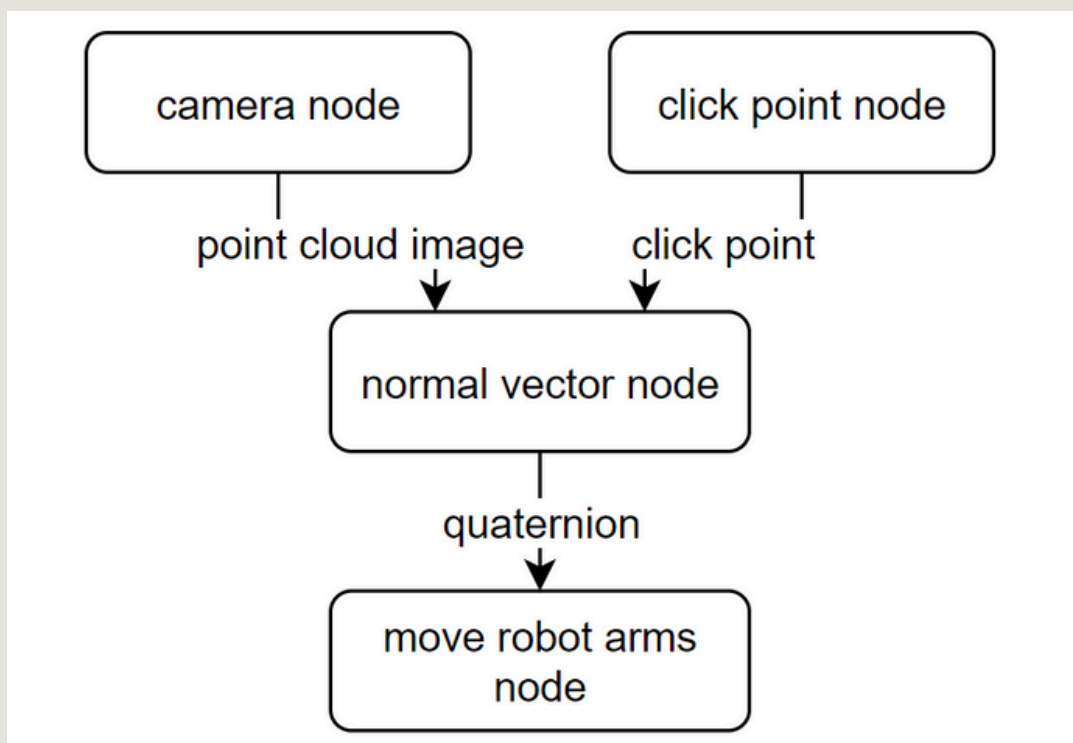 camera node
click point node
point cloud image
click point
normal vector node
quaternion
move robot arms
node